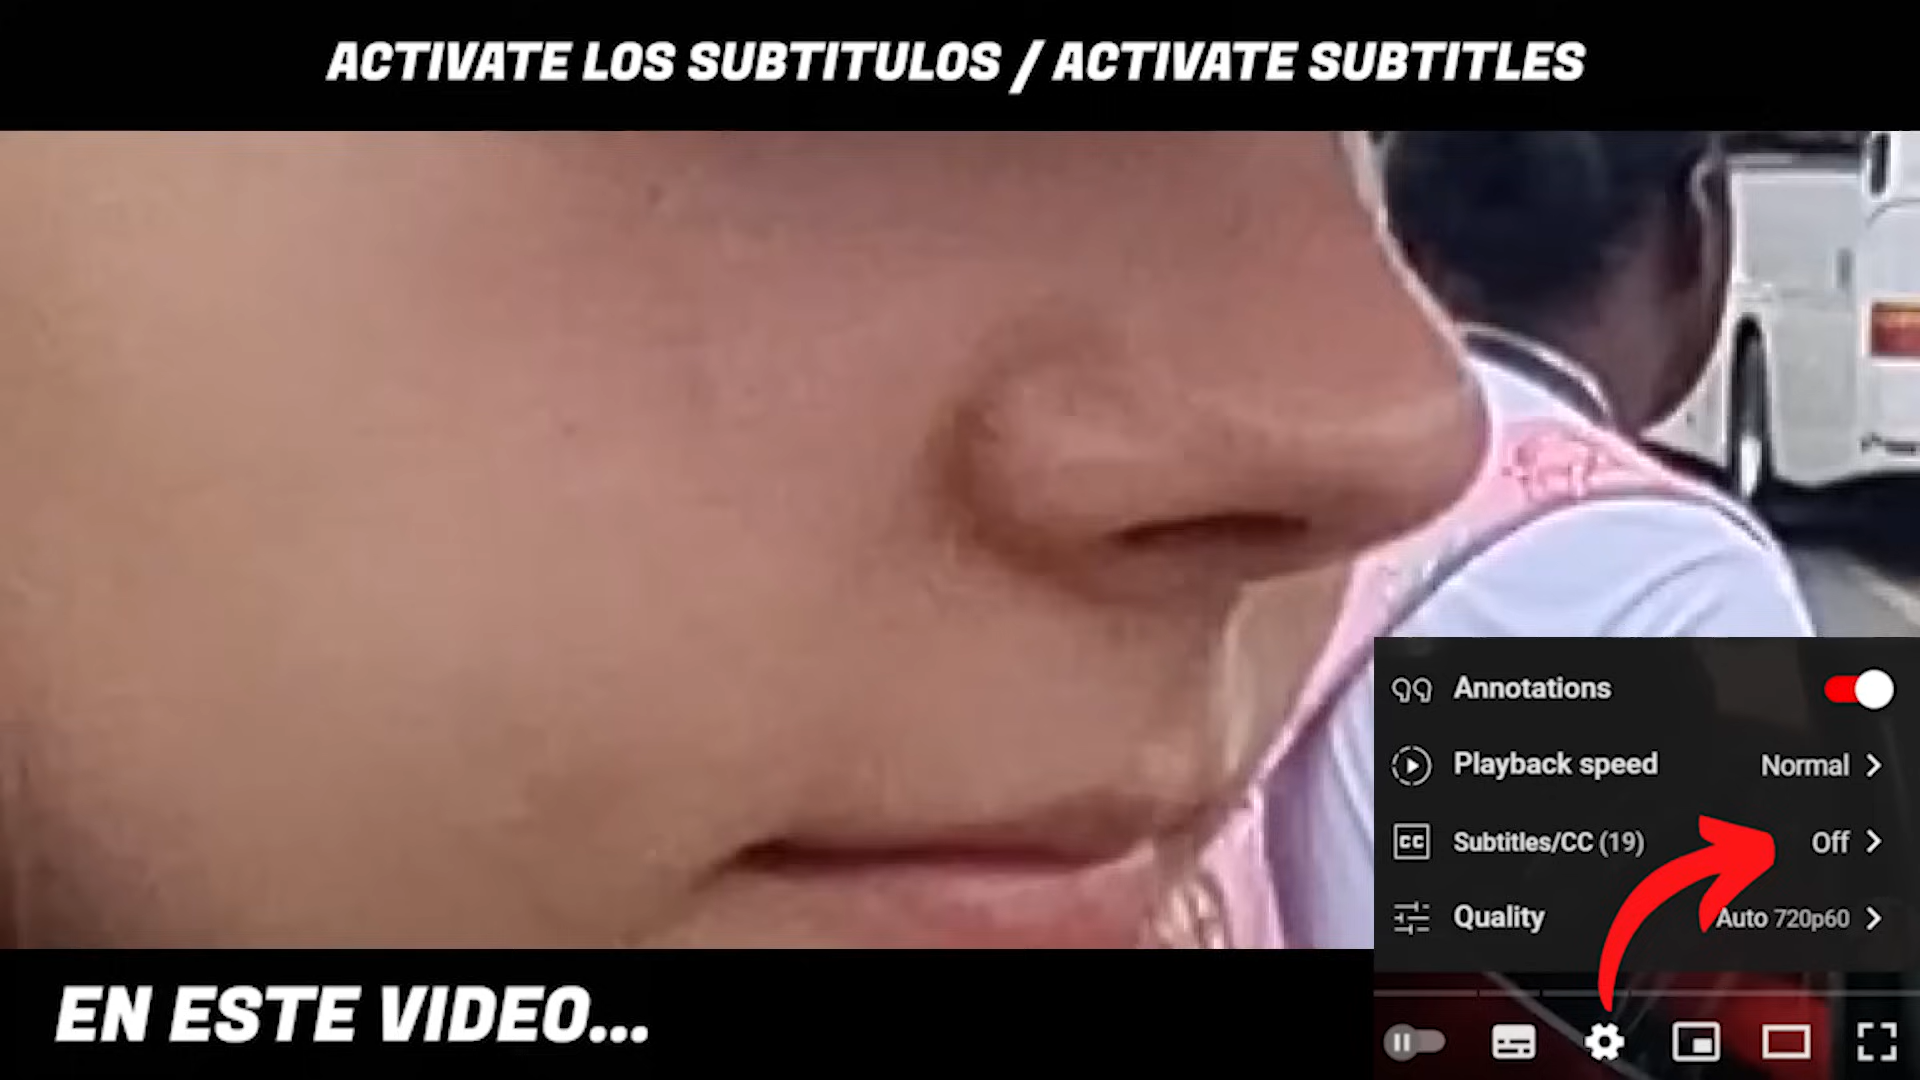 ACTIVATE LOS SUBTITULOS / ACTIVATE SUBTITLES
Annotations
Playback speed Normal
Subtitles/CC (19) Off
Quality Auto 720p60
EN ESTE VIDEO...